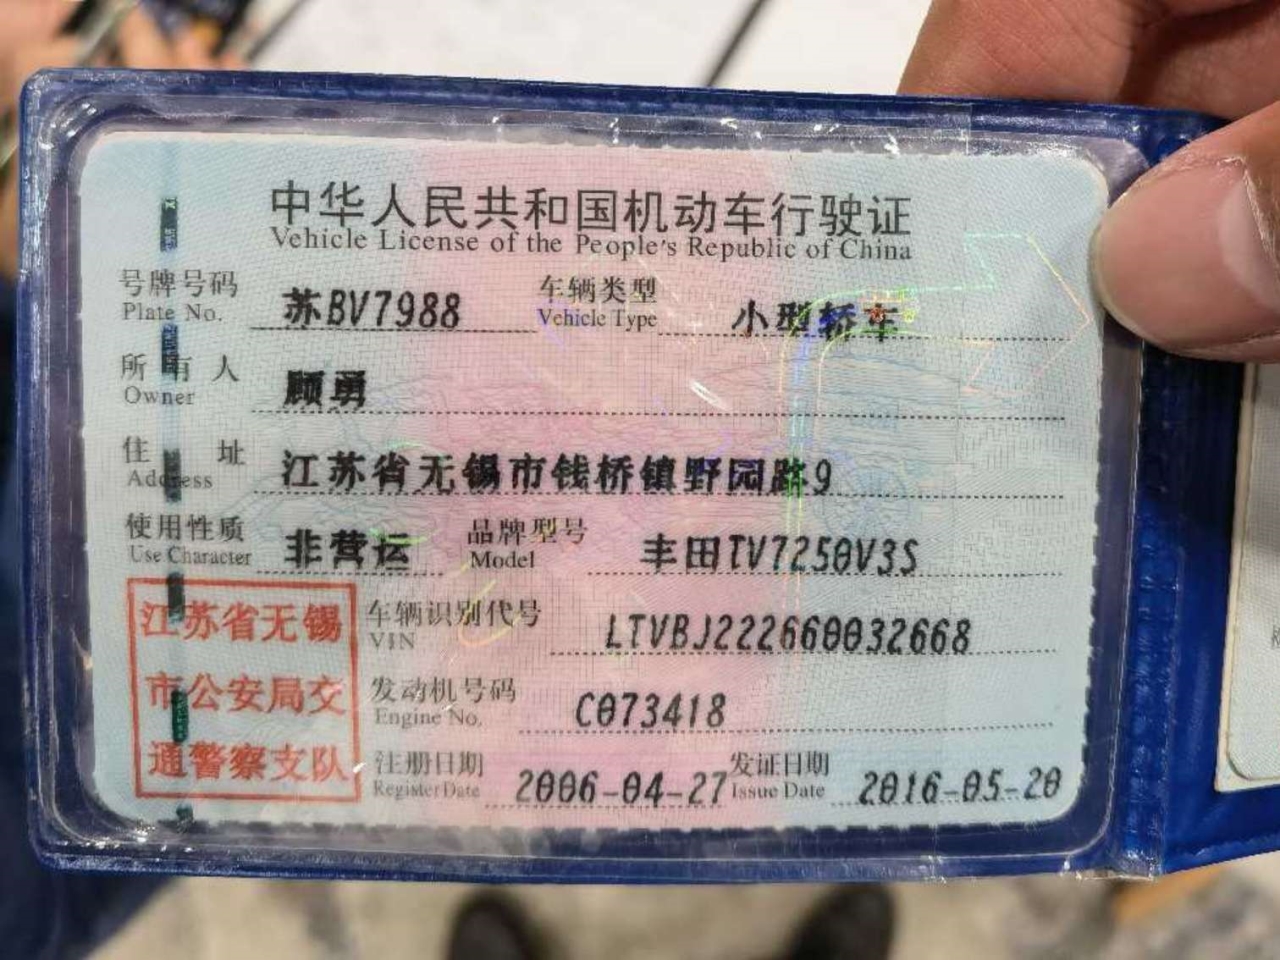 中华人民共和国机动车行驶证
Vehicle License of the People's Republic of China
号牌号码 苏BV7988 车辆类型 小型轿车
Plate No. Vehicle Type
所有人 顾勇
Owner
住址 江苏省无锡市钱桥镇野园路9
Address
使用性质 非营运 品牌型号 丰田TV7250V3S
Use Character Model
车辆识别代号 LTVBJ222660032668
VIN
发动机号码 C073418
Engine No.
注册日期 2006-04-27 发证日期 2016-05-20
Register Date Issue Date
江苏省无锡
市公安局交
通警察支队